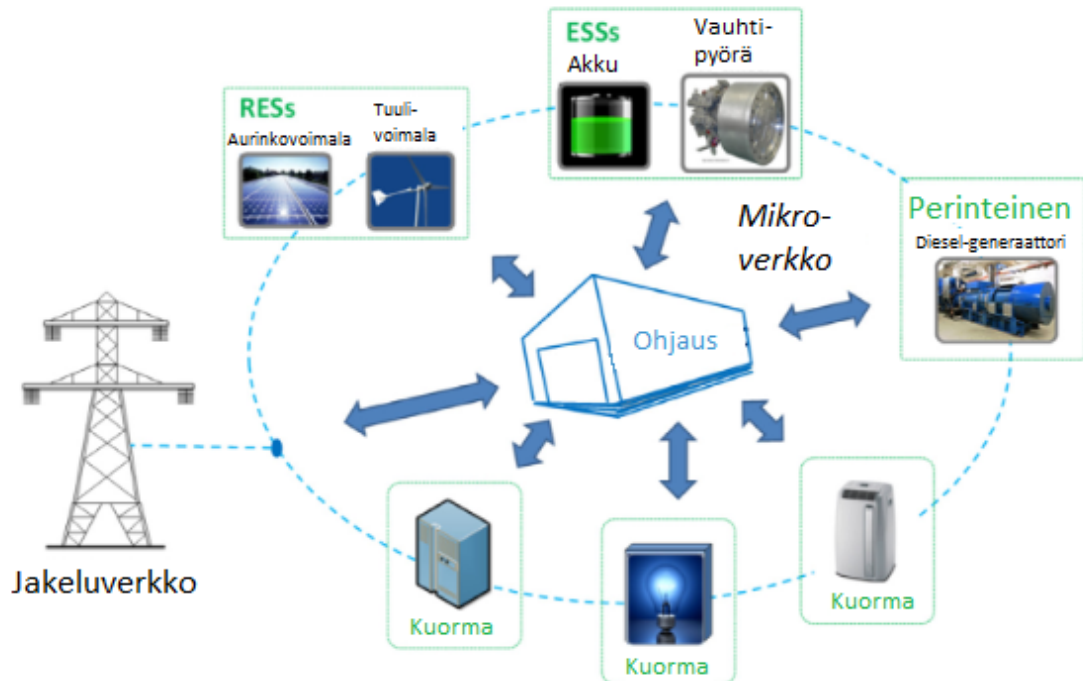 ESSs
Akku
Vauhti-
pyörä
RESs
Aurinkovoimala
Tuuli-
voimala
Mikro-
verkko
Perinteinen
Diesel-generaattori
Ohjaus
Jakeluverkko
Kuorma
Kuorma
Kuorma